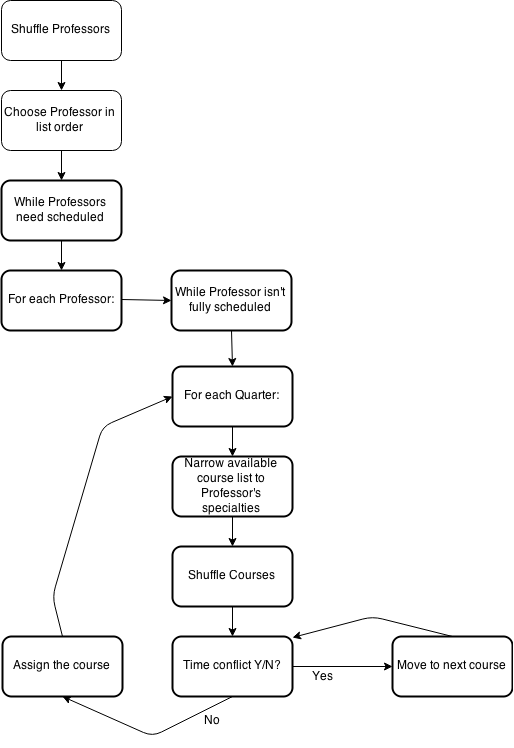 Shuffle Professors
Choose Professor in
list order
While Professors
need scheduled
For each Professor:
While Professor isn't
fully scheduled
For each Quarter:
Narrow available
course list to
Professor's
specialties
Shuffle Courses
Assign the course
Time conflict Y/N?
Yes
Move to next course
No